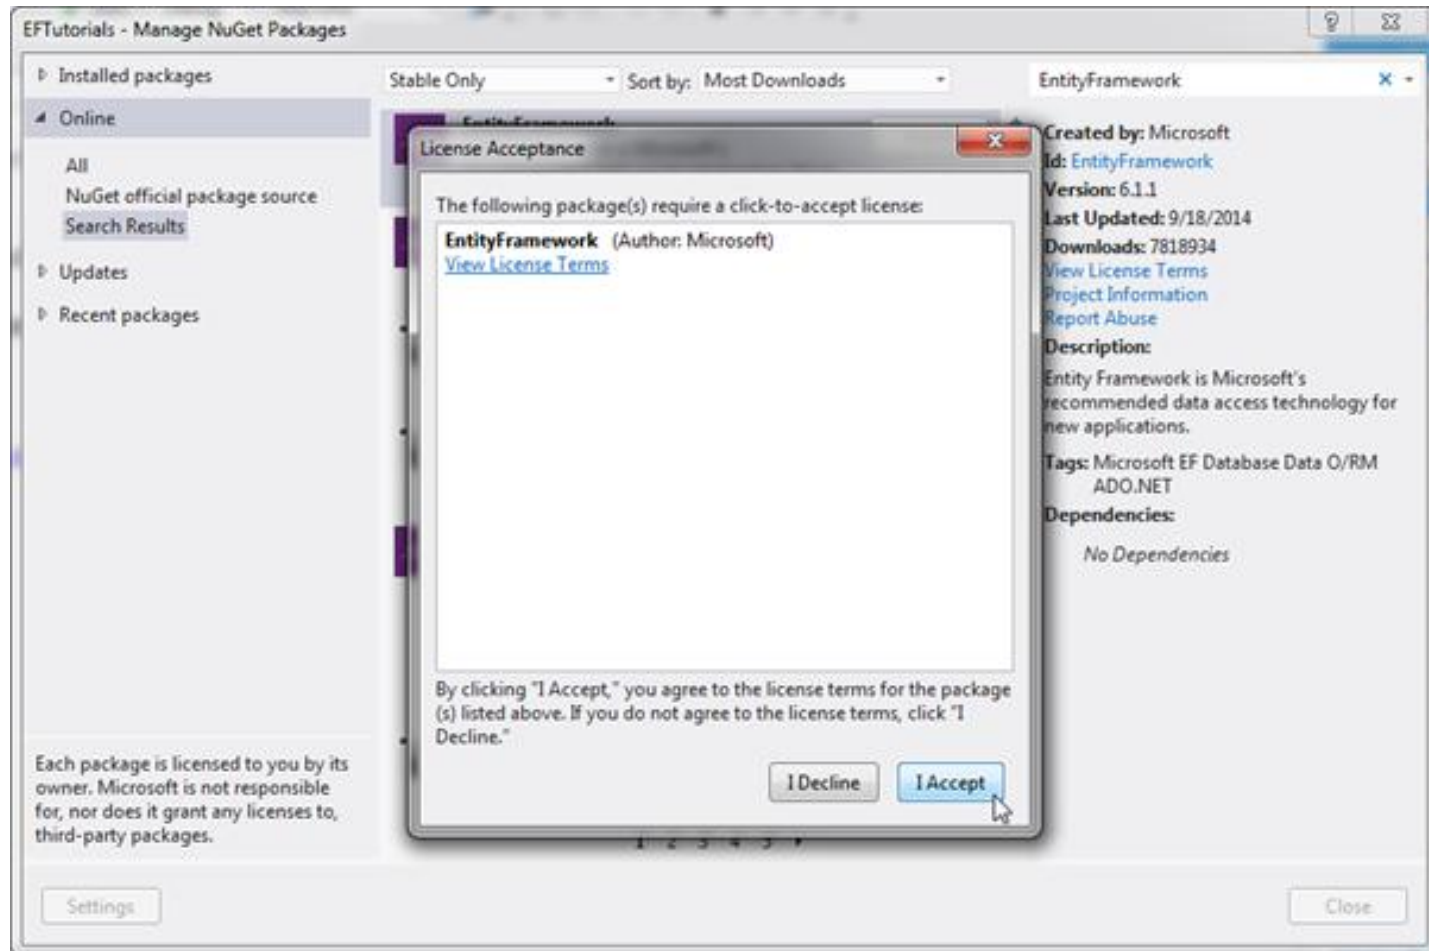 EFTutorials - Manage NuGet Packages
Installed packages
Online
All
NuGet official package source
Search Results
Updates
Recent packages
Each package is licensed to you by its
owner. Microsoft is not responsible
for, nor does it grant any licenses to,
third-party packages.
Settings
Stable Only
Sort by: Most Downloads
EntityFramework
License Acceptance
The following package(s) require a click-to-accept license:
EntityFramework (Author: Microsoft)
View License Terms
By clicking "I Accept," you agree to the license terms for the package
(s) listed above. If you do not agree to the license terms, click "I
Decline."
I Decline
I Accept
1 2 3 4 5
EntityFramework
Created by: Microsoft
Id: EntityFramework
Version: 6.1.1
Last Updated: 9/18/2014
Downloads: 7818934
View License Terms
Project Information
Report Abuse
Description:
Entity Framework is Microsoft's
recommended data access technology for
new applications.
Tags: Microsoft EF Database Data O/RM
ADO.NET
Dependencies:
No Dependencies
Close